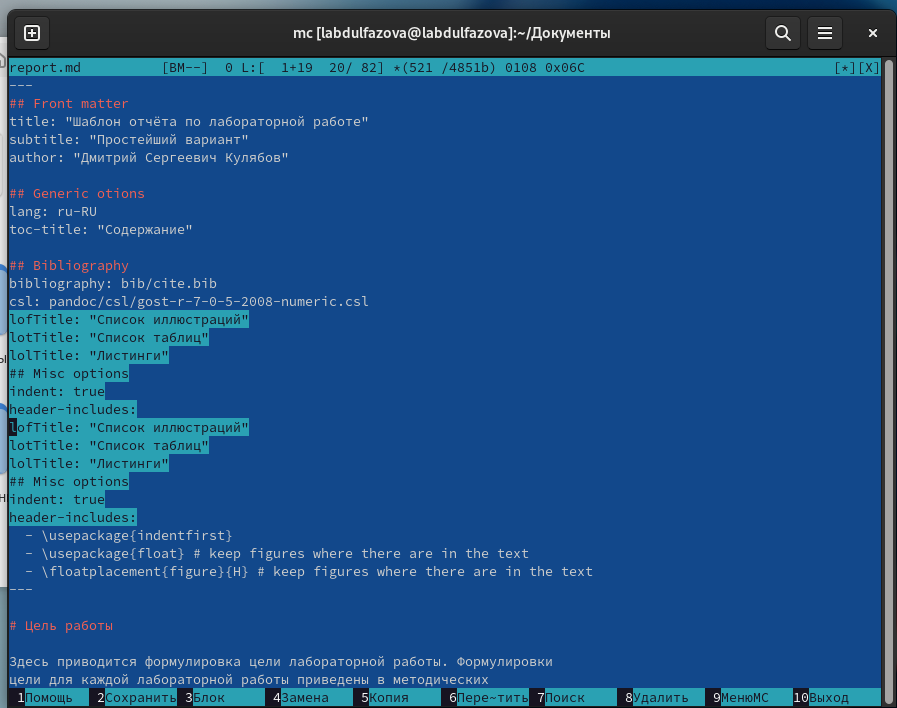 mc [labdulfazova@labdulfazova]:~/Документы
report.md [BM--] 0 L:[ 1+19 20/ 82] *(521 /4851b) 0108 0x06C [*][X]
---
## Front matter
title: "Шаблон отчёта по лабораторной работе"
subtitle: "Простейший вариант"
author: "Дмитрий Сергеевич Кулябов"
## Generic otions
lang: ru-RU
toc-title: "Содержание"
## Bibliography
bibliography: bib/cite.bib
csl: pandoc/csl/gost-r-7-0-5-2008-numeric.csl
lofTitle: "Список иллюстраций"
lotTitle: "Список таблиц"
lolTitle: "Листинги"
## Misc options
indent: true
header-includes:
lofTitle: "Список иллюстраций"
lotTitle: "Список таблиц"
lolTitle: "Листинги"
## Misc options
indent: true
header-includes:
  - \usepackage{indentfirst}
  - \usepackage{float} # keep figures where there are in the text
  - \floatplacement{figure}{H} # keep figures where there are in the text
---
# Цель работы
Здесь приводится формулировка цели лабораторной работы. Формулировки
цели для каждой лабораторной работы приведены в методических
1Помощь 2Сохранить 3Блок 4Замена 5Копия 6Пере~тить 7Поиск 8Удалить 9МенюMC 10Выход